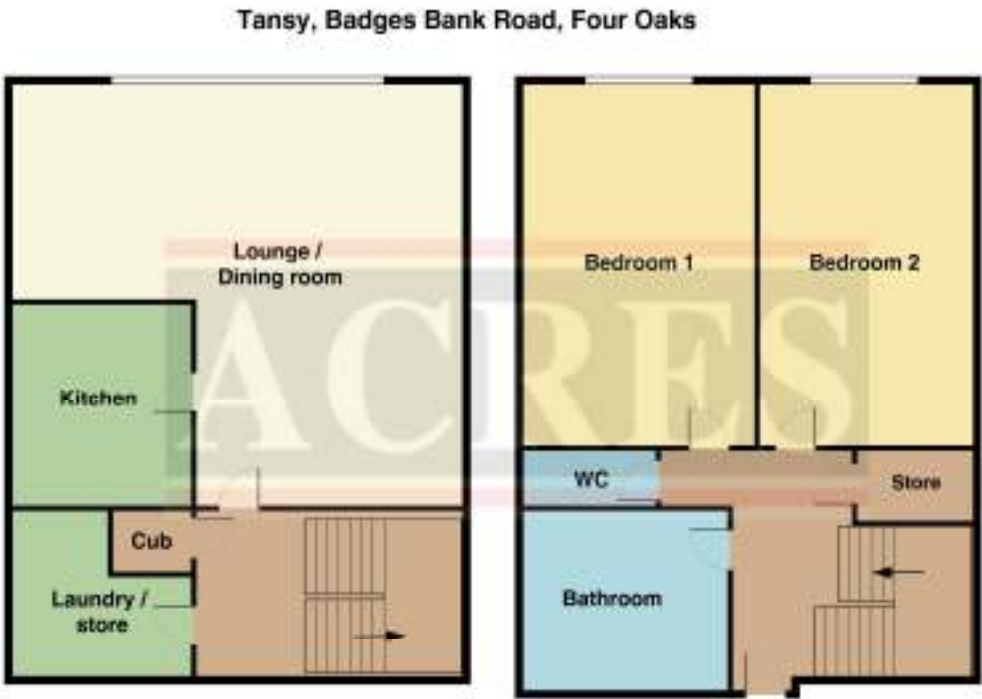 Tansy, Badges Bank Road, Four Oaks
Lounge /
Dining room
Kitchen
Cub
Laundry /
store
Bedroom 1
Bedroom 2
WC
Store
Bathroom
ACRES